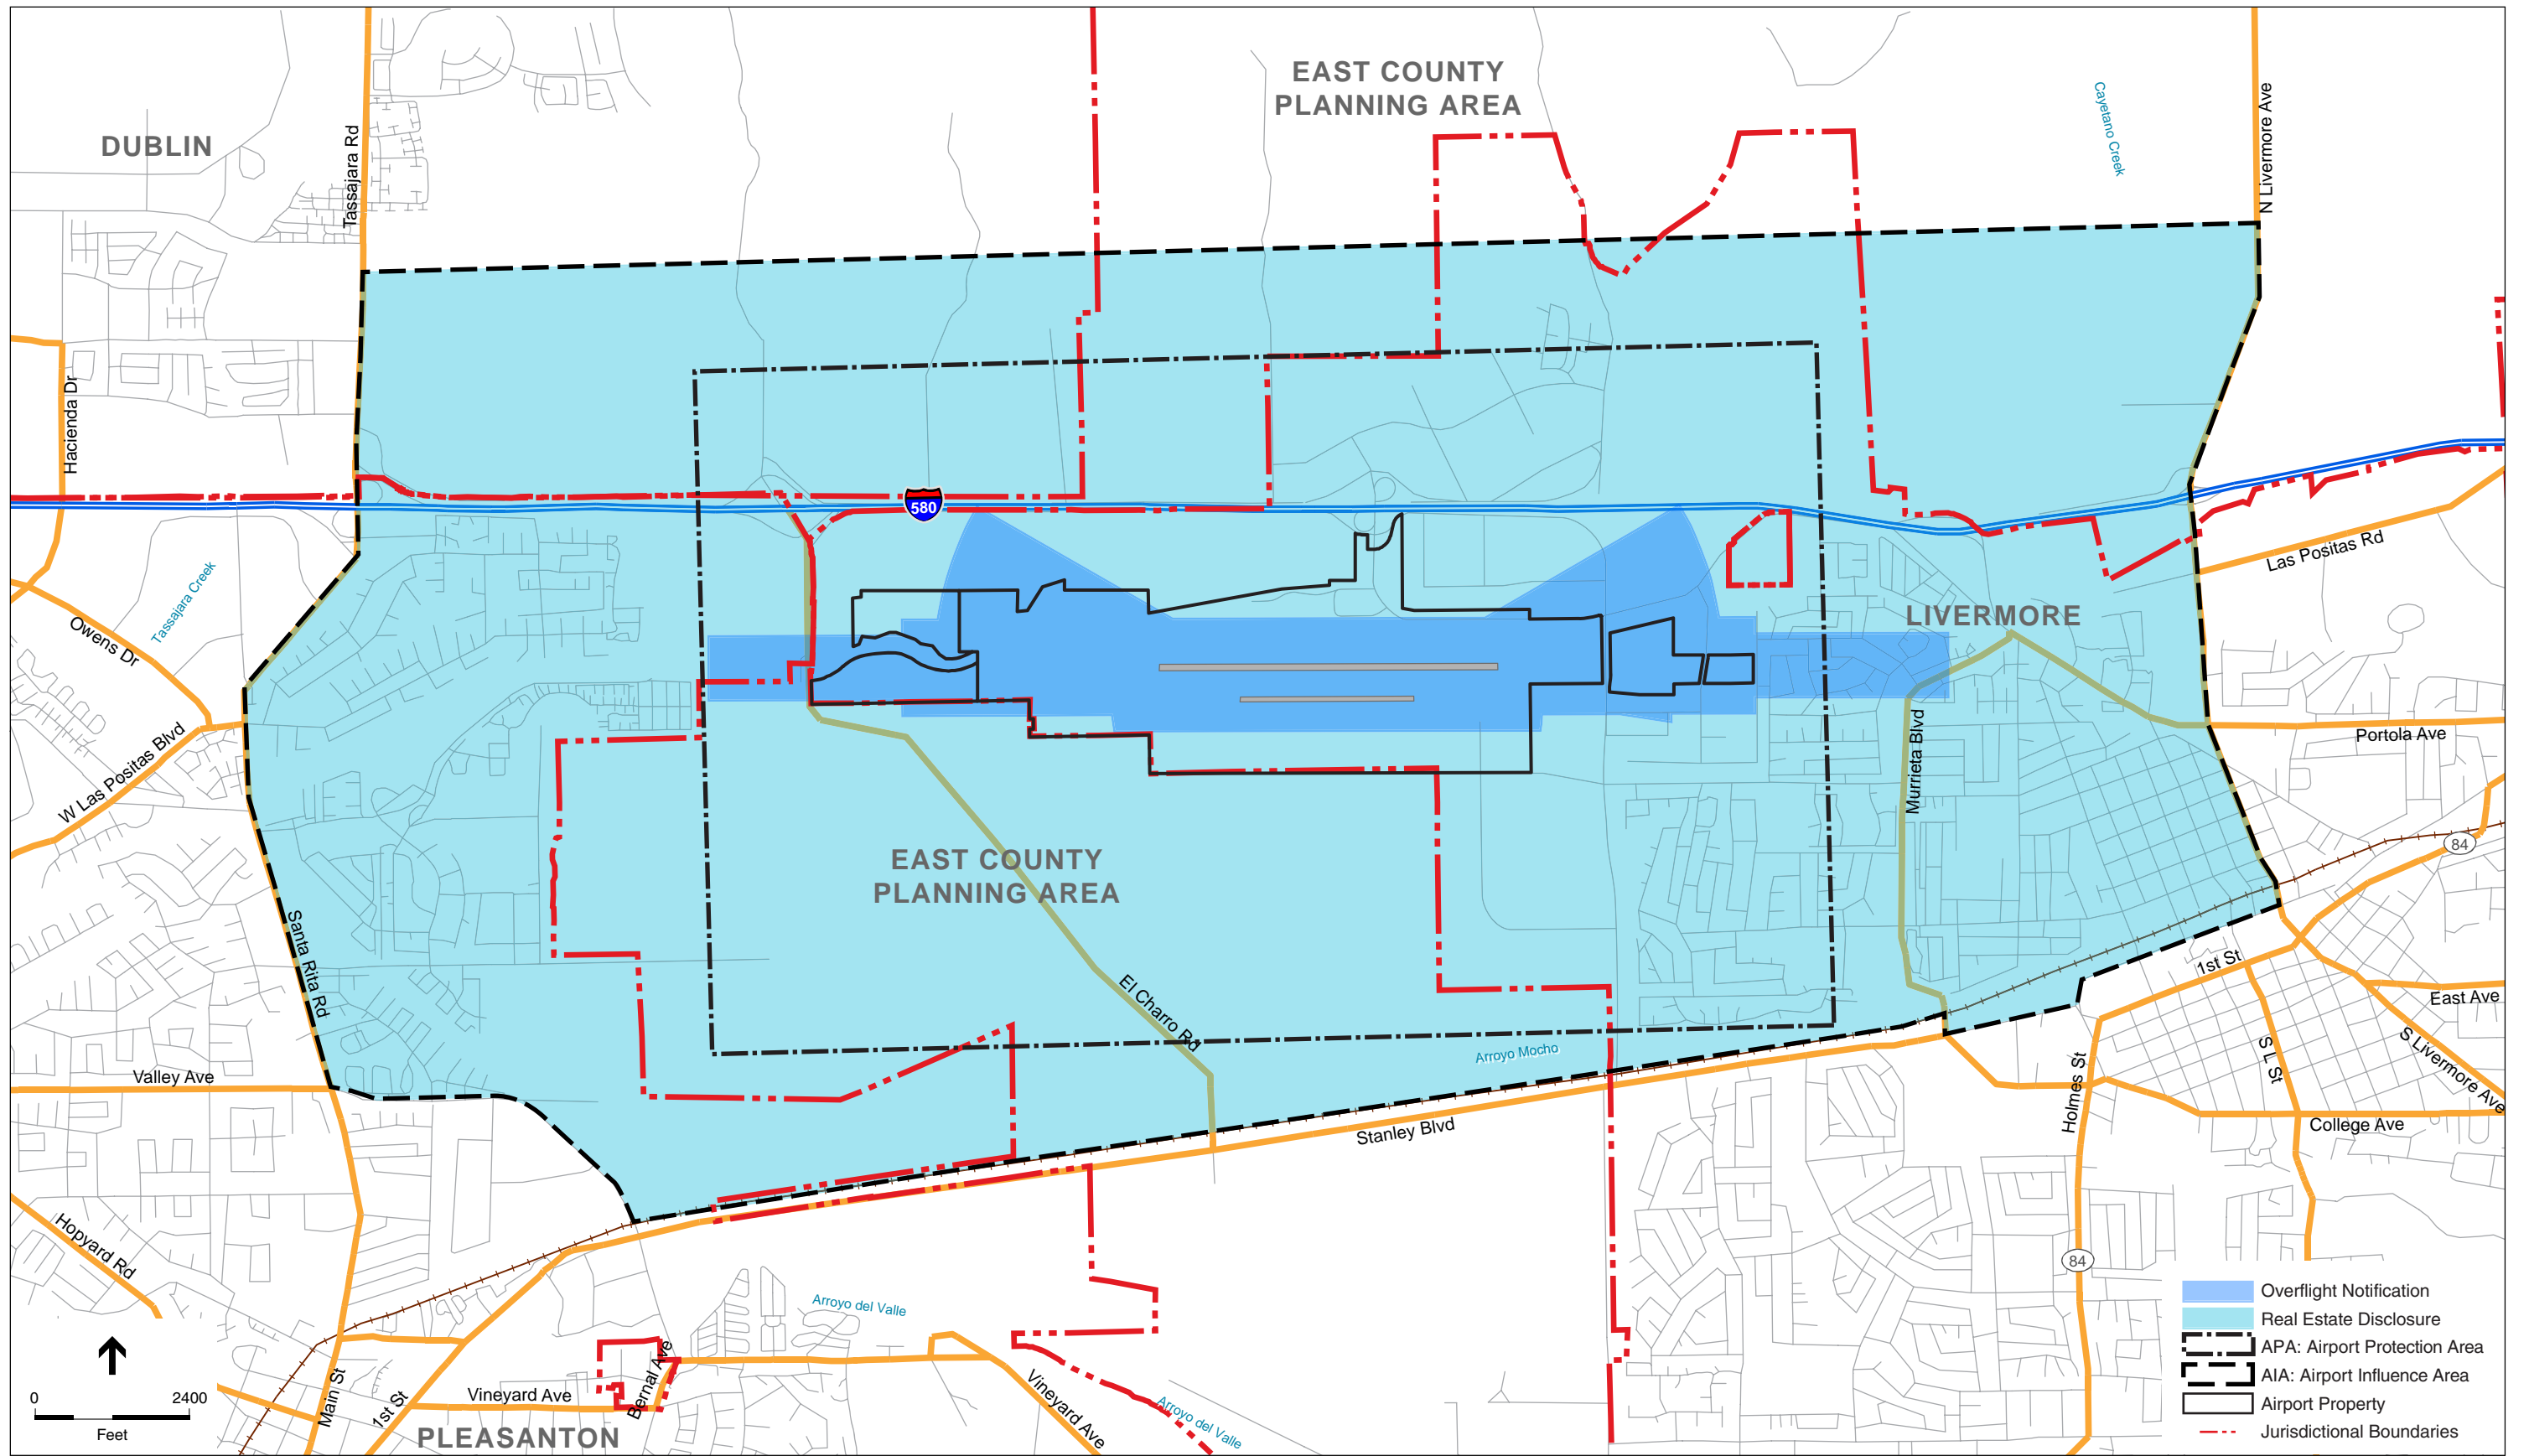 EAST COUNTY
PLANNING AREA
DUBLIN
Tassajara Rd
Cayetano Creek
N Livermore Ave
Hacienda Dr
580
Las Positas Rd
Tassajara Creek
Owens Dr
LIVERMORE
W Las Positas Blvd
Portola Ave
Murrieta Blvd
84
EAST COUNTY
PLANNING AREA
Santa Rita Rd
El Charro Rd
1st St
East Ave
Arroyo Mocho
S Livermore Ave
S L St
Holmes St
Valley Ave
Stanley Blvd
College Ave
Hopyard Rd
84
Arroyo del Valle
Overflight Notification
Real Estate Disclosure
APA: Airport Protection Area
AIA: Airport Influence Area
Airport Property
Jurisdictional Boundaries
0 2400
Feet
Main St
1st St
Vineyard Ave
Bernal Ave
Vineyard Ave
Arroyo del Valle
PLEASANTON